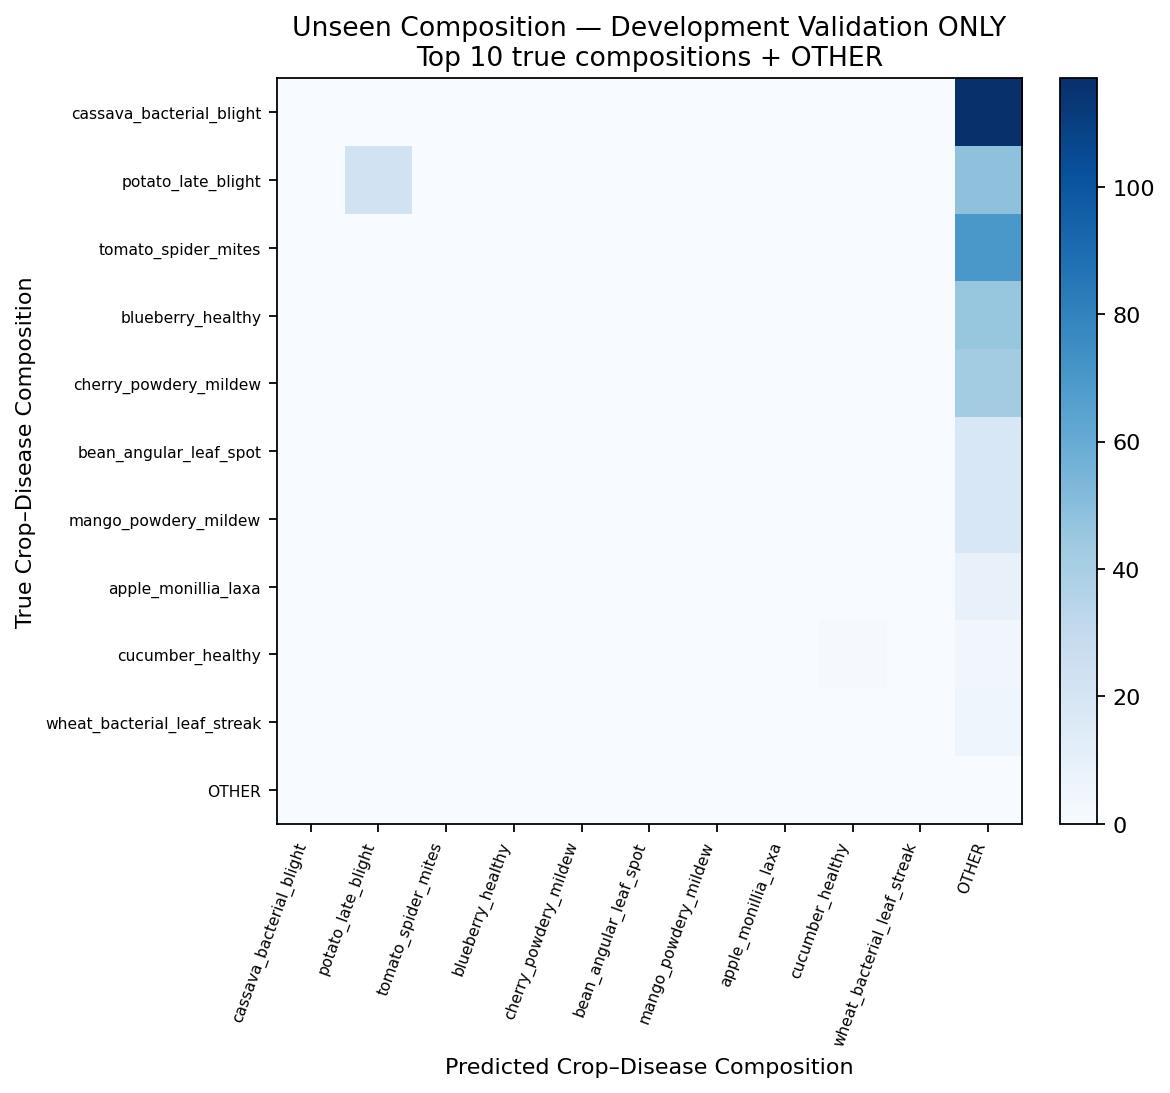 Unseen Composition — Development Validation ONLY
Top 10 true compositions + OTHER
True Crop–Disease Composition
cassava_bacterial_blight
potato_late_blight
tomato_spider_mites
blueberry_healthy
cherry_powdery_mildew
bean_angular_leaf_spot
mango_powdery_mildew
apple_monillia_laxa
cucumber_healthy
wheat_bacterial_leaf_streak
OTHER
100
80
60
40
20
0
cassava_bacterial_blight
potato_late_blight
tomato_spider_mites
blueberry_healthy
cherry_powdery_mildew
bean_angular_leaf_spot
mango_powdery_mildew
apple_monillia_laxa
cucumber_healthy
wheat_bacterial_leaf_streak
OTHER
Predicted Crop–Disease Composition